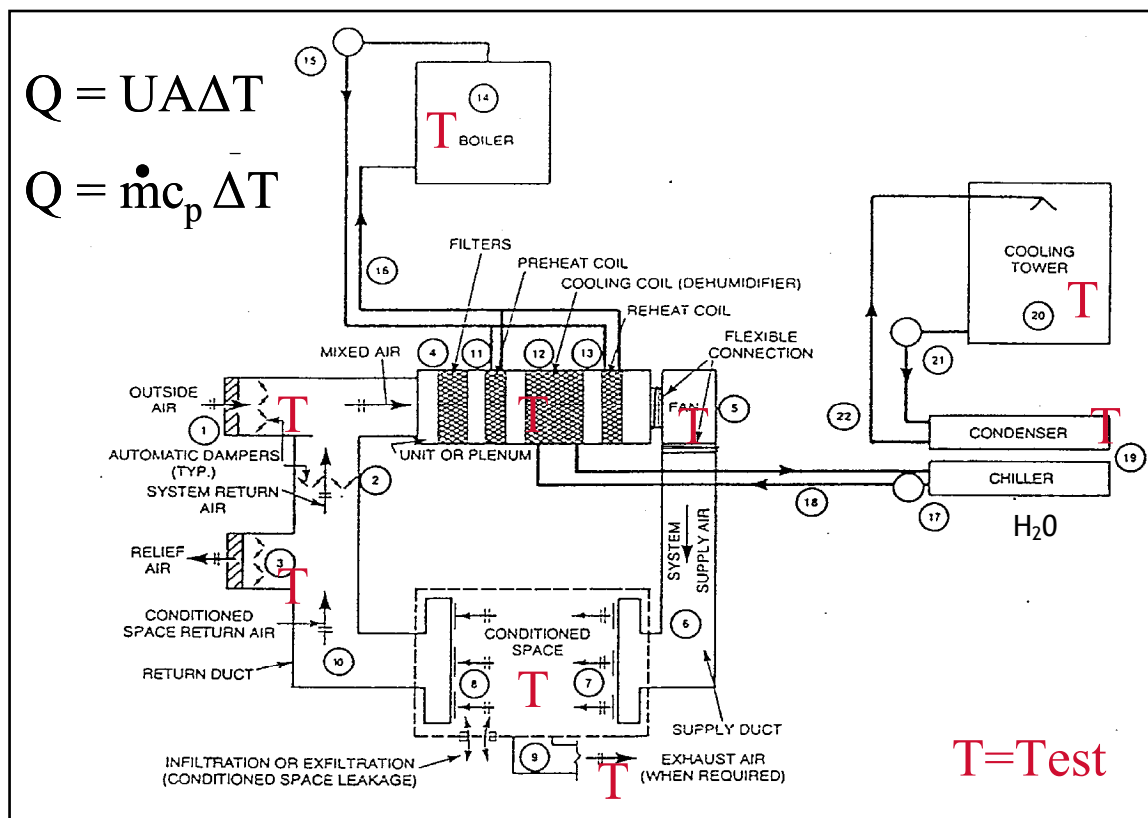 Q = UAΔT
Q = ṁcₚ Δ̄T
15
14
T
BOILER
16
FILTERS
PREHEAT COIL
COOLING COIL (DEHUMIDIFIER)
REHEAT COIL
FLEXIBLE
CONNECTION
COOLING
TOWER
T
20
21
22
MIXED AIR
4
11
12
13
OUTSIDE
AIR
1
T
T
FAN
T
5
UNIT OR PLENUM
AUTOMATIC DAMPERS
(TYP.)
2
SYSTEM RETURN
AIR
CONDENSER
T
19
CHILLER
18
17
H₂0
RELIEF
AIR
3
T
SYSTEM
SUPPLY AIR
6
CONDITIONED
SPACE RETURN AIR
10
RETURN DUCT
CONDITIONED
SPACE
T
8
7
SUPPLY DUCT
INFILTRATION OR EXFILTRATION
(CONDITIONED SPACE LEAKAGE)
9
T
EXHAUST AIR
(WHEN REQUIRED)
T=Test